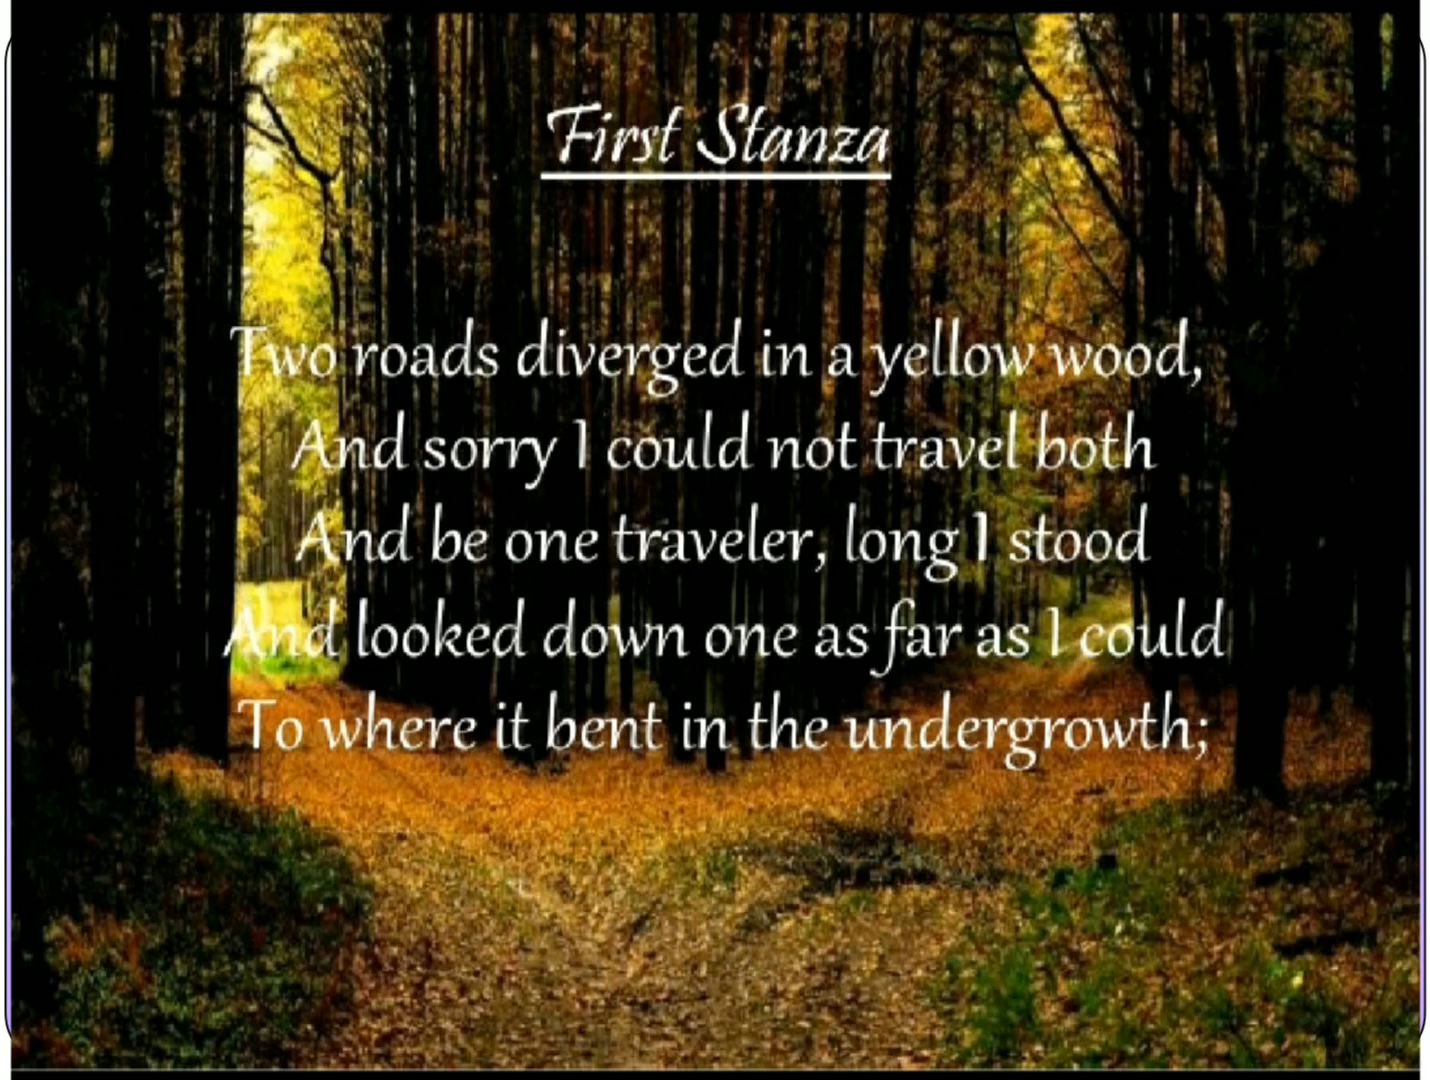 First Stanza
Two roads diverged in a yellow wood,
And sorry I could not travel both
And be one traveler, long I stood
And looked down one as far as I could
To where it bent in the undergrowth;